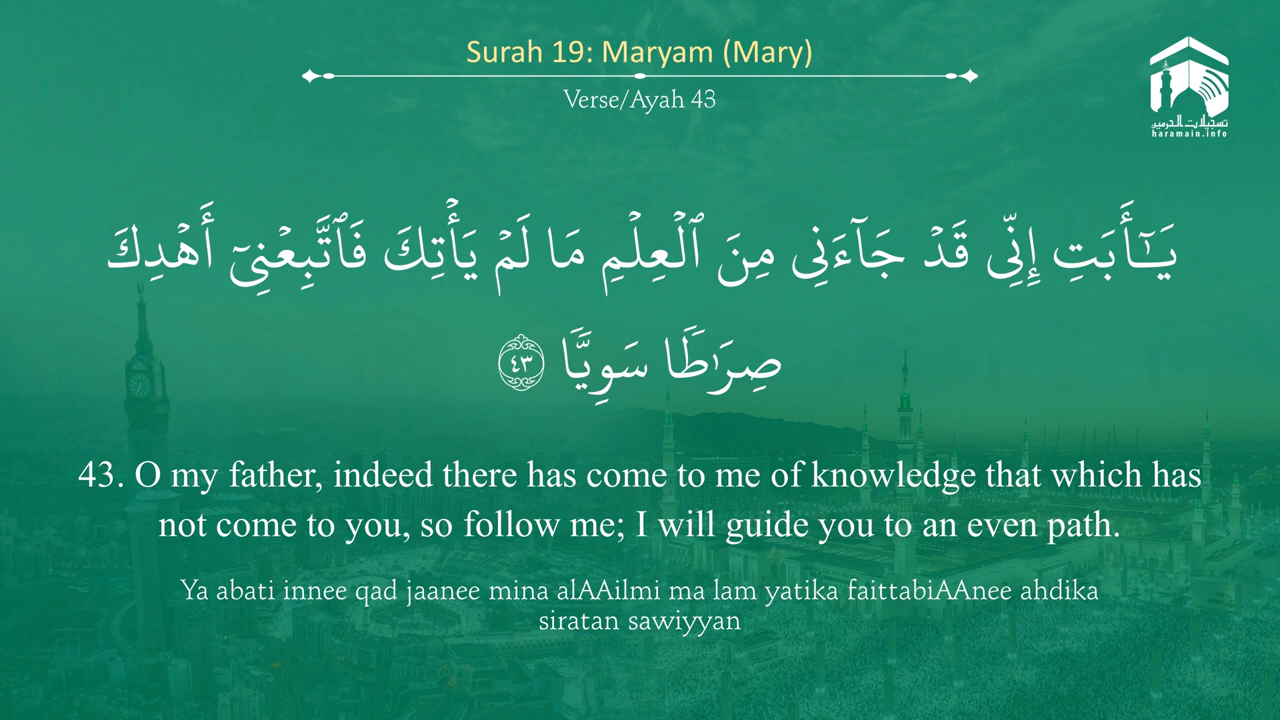 Surah 19: Maryam (Mary)
Verse/Ayah 43
تسجيلات الحرمين
haramain.info
يَـٰٓأَبَتِ إِنِّى قَدْ جَآءَنِى مِنَ ٱلْعِلْمِ مَا لَمْ يَأْتِكَ فَٱتَّبِعْنِىٓ أَهْدِكَ
صِرَٰطًا سَوِيًّا ٤٣
43. O my father, indeed there has come to me of knowledge that which has
not come to you, so follow me; I will guide you to an even path.
Ya abati innee qad jaanee mina alAAilmi ma lam yatika faittabiAAnee ahdika
siratan sawiyyan